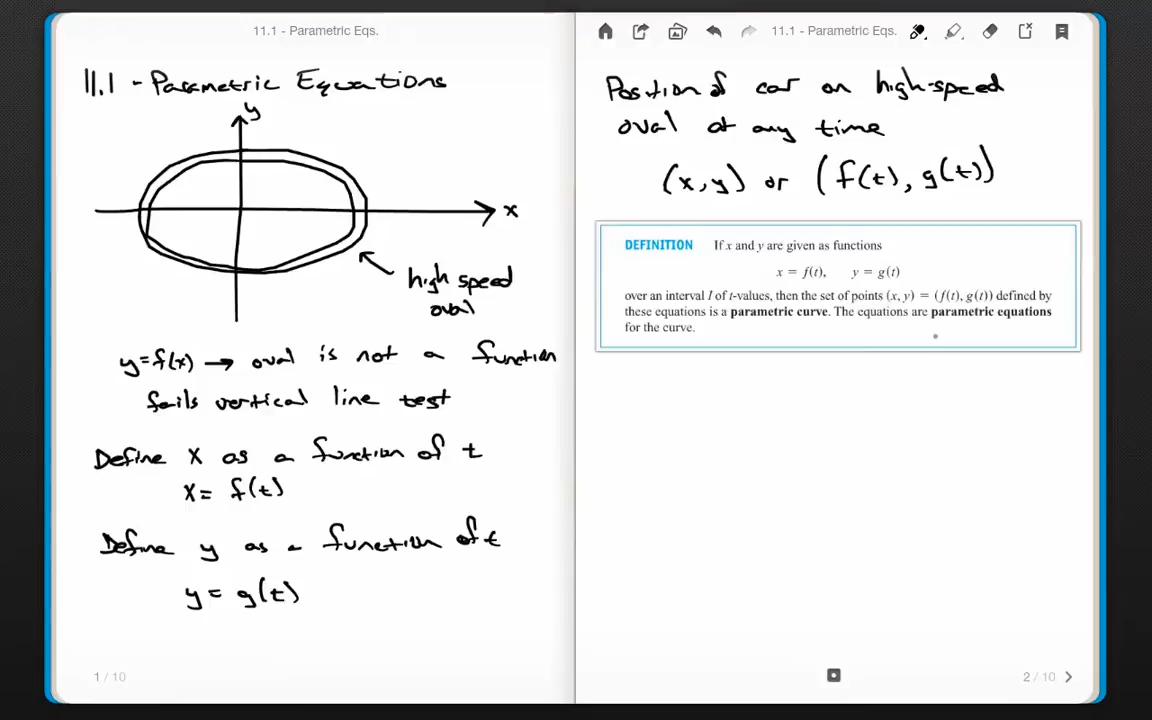 11.1 - Parametric Eqs.
11.1 - Parametric Equations
y
x
high speed
oval
y=f(x) → oval is not a function
fails vertical line test
Define x as a function of t
x= f(t)
Define y as a function of t
y= g(t)
1 / 10
11.1 - Parametric Eqs.
Position of car on high-speed
oval at any time
(x,y) or (f(t), g(t))
DEFINITION If x and y are given as functions
x = f(t), y = g(t)
over an interval I of t-values, then the set of points (x, y) = (f(t), g(t)) defined by
these equations is a parametric curve. The equations are parametric equations
for the curve.
2 / 10